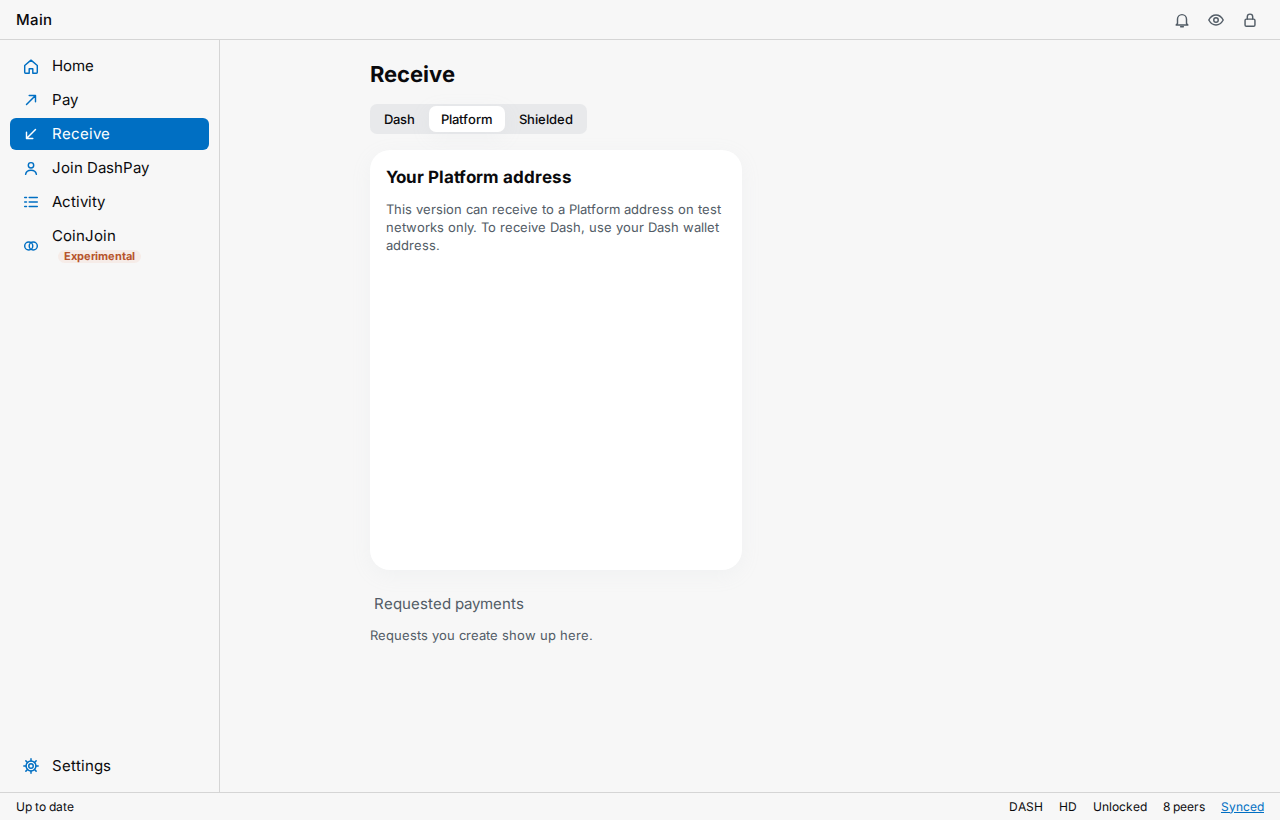 Main
Home
Pay
Receive
Join DashPay
Activity
CoinJoin
Experimental
Settings
Receive
Dash
Platform
Shielded
Your Platform address
This version can receive to a Platform address on test
networks only. To receive Dash, use your Dash wallet
address.
Requested payments
Requests you create show up here.
Up to date
DASH
HD
Unlocked
8 peers
Synced